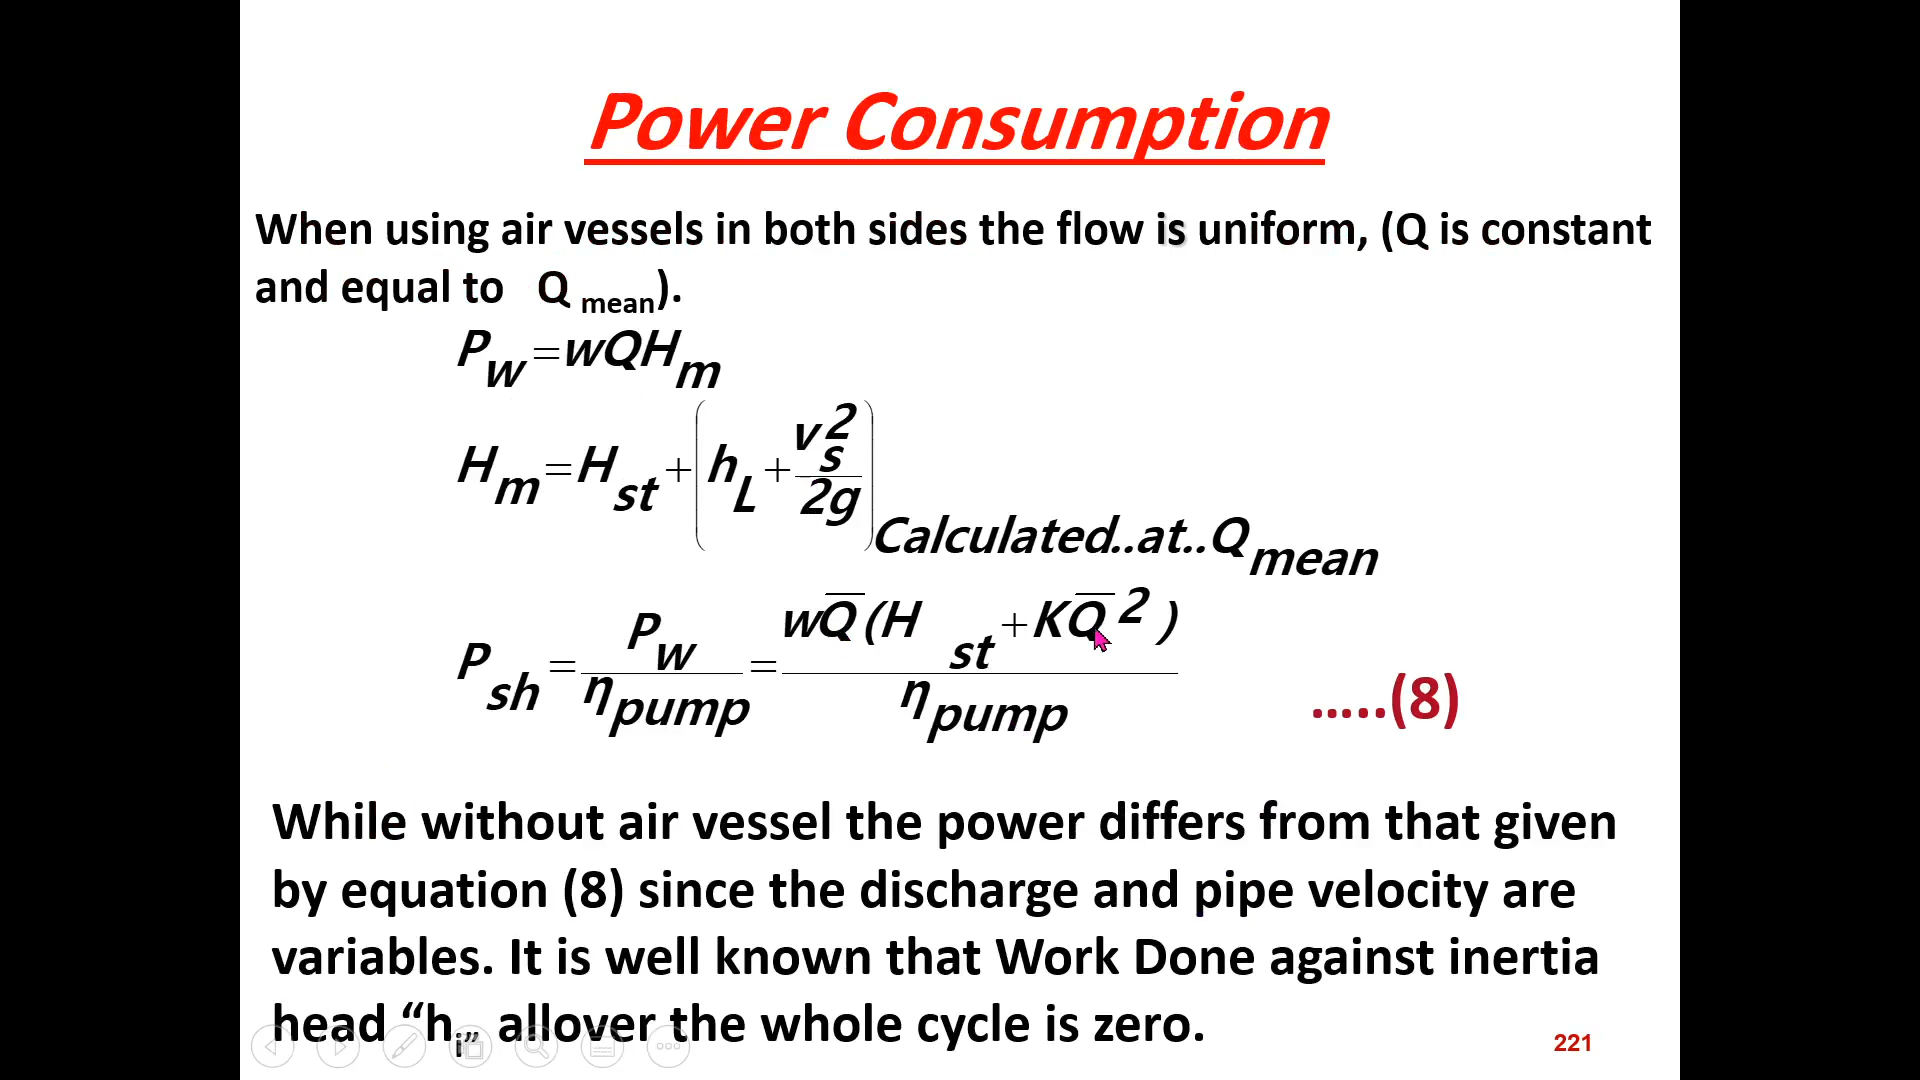 Power Consumption
When using air vessels in both sides the flow is uniform, (Q is constant
and equal to Q mean).
P_w = wQH_m
H_m = H_st + (h_L + v_s^2 / 2g) Calculated..at..Q_mean
P_sh = P_w / η_pump = wQ̅(H_st + KQ̅^2) / η_pump .....(8)
While without air vessel the power differs from that given
by equation (8) since the discharge and pipe velocity are
variables. It is well known that Work Done against inertia
head “h_i” allover the whole cycle is zero.
221